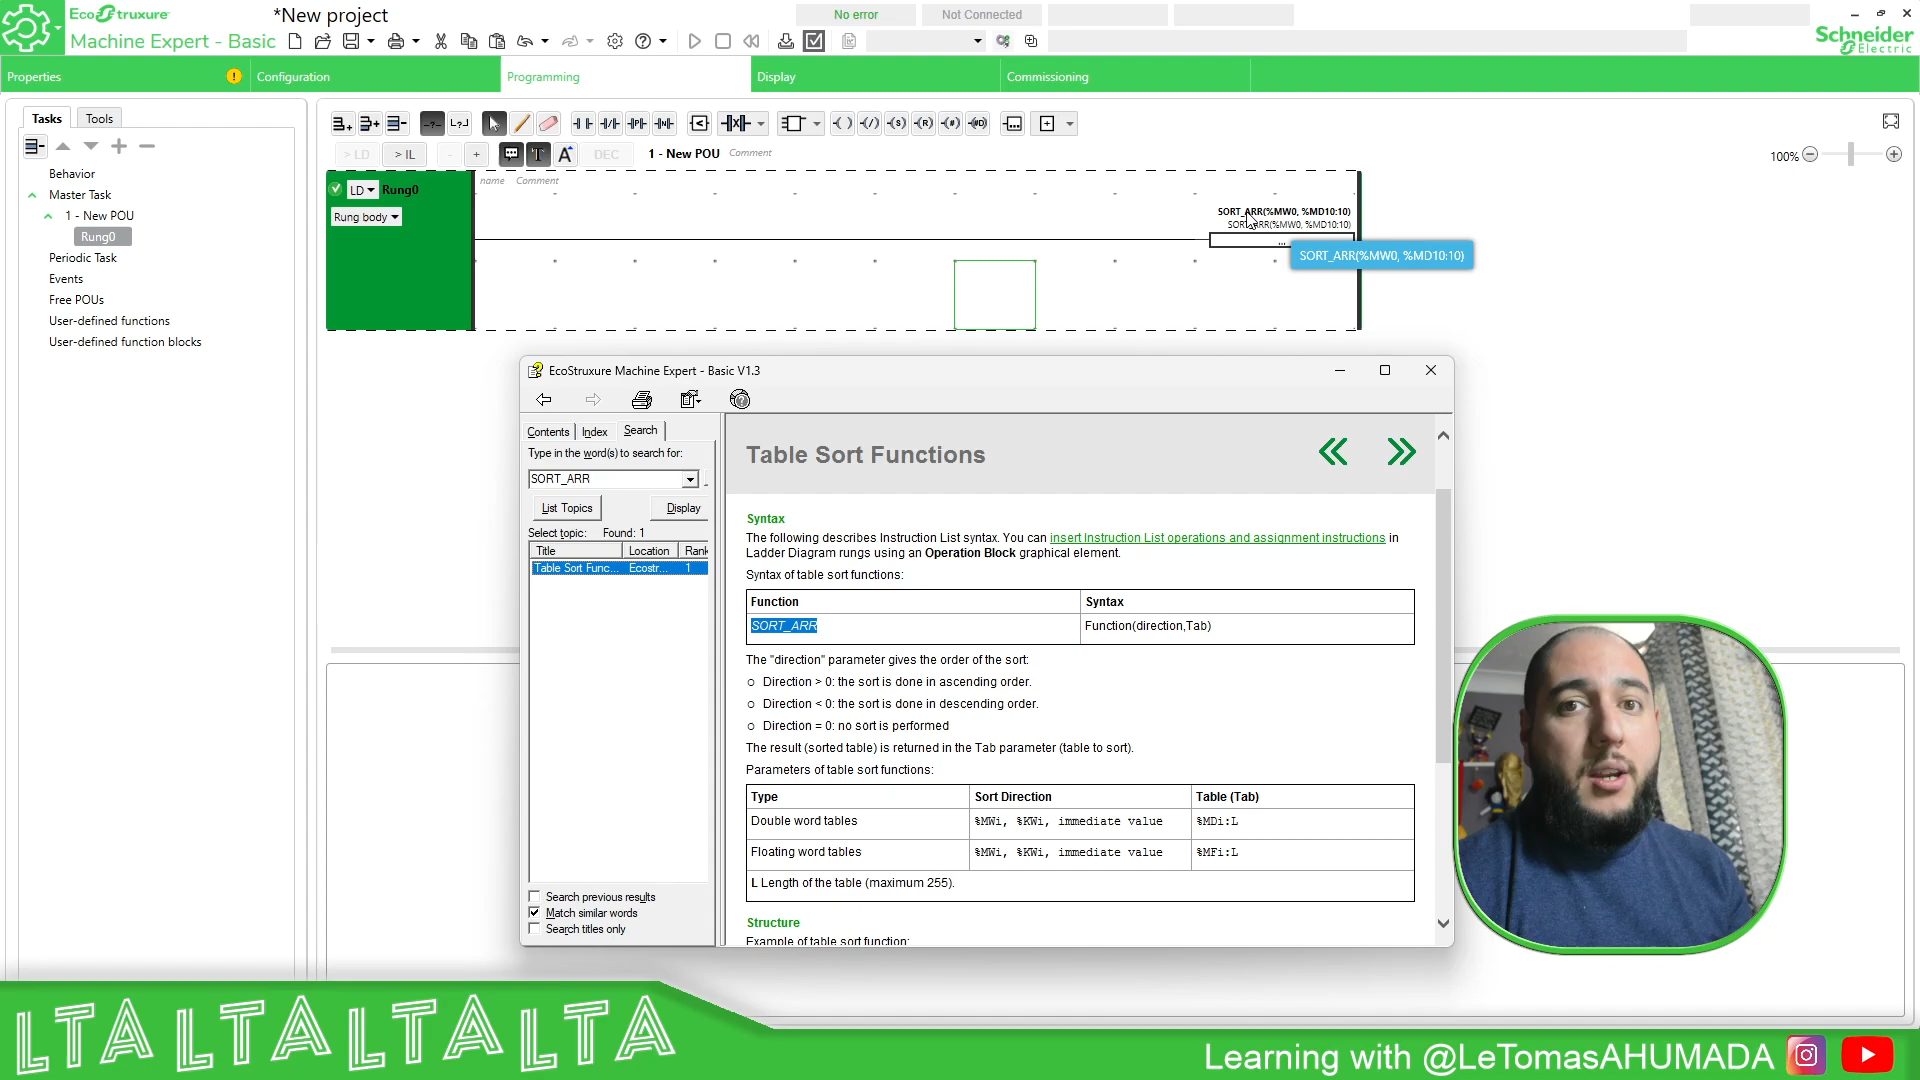 EcoStruxure
Machine Expert - Basic
*New project
No error
Not Connected
Schneider
Electric
Properties
Configuration
Programming
Display
Commissioning
Tasks
Tools
Behavior
Master Task
1 - New POU
Rung0
Periodic Task
Events
Free POUs
User-defined functions
User-defined function blocks
> LD
> IL
-
+
DEC
1 - New POU Comment
100%
LD
Rung0
name Comment
Rung body
SORT_ARR(%MW0, %MD10:10)
SORT_ARR(%MW0, %MD10:10)
...
SORT_ARR(%MW0, %MD10:10)
EcoStruxure Machine Expert - Basic V1.3
Contents
Index
Search
Type in the word(s) to search for:
SORT_ARR
List Topics
Display
Select topic: Found: 1
Title Location Rank
Table Sort Func... Ecostr... 1
Search previous results
Match similar words
Search titles only
Table Sort Functions
Syntax
The following describes Instruction List syntax. You can insert Instruction List operations and assignment instructions in
Ladder Diagram rungs using an Operation Block graphical element.
Syntax of table sort functions:
Function Syntax
SORT_ARR Function(direction,Tab)
The "direction" parameter gives the order of the sort:
Direction > 0: the sort is done in ascending order.
Direction < 0: the sort is done in descending order.
Direction = 0: no sort is performed
The result (sorted table) is returned in the Tab parameter (table to sort).
Parameters of table sort functions:
Type Sort Direction Table (Tab)
Double word tables %MWi, %KWi, immediate value %MDi:L
Floating word tables %MWi, %KWi, immediate value %MFi:L
L Length of the table (maximum 255).
Structure
Example of table sort function:
LTALTALTALTA
Learning with @LeTomasAHUMADA